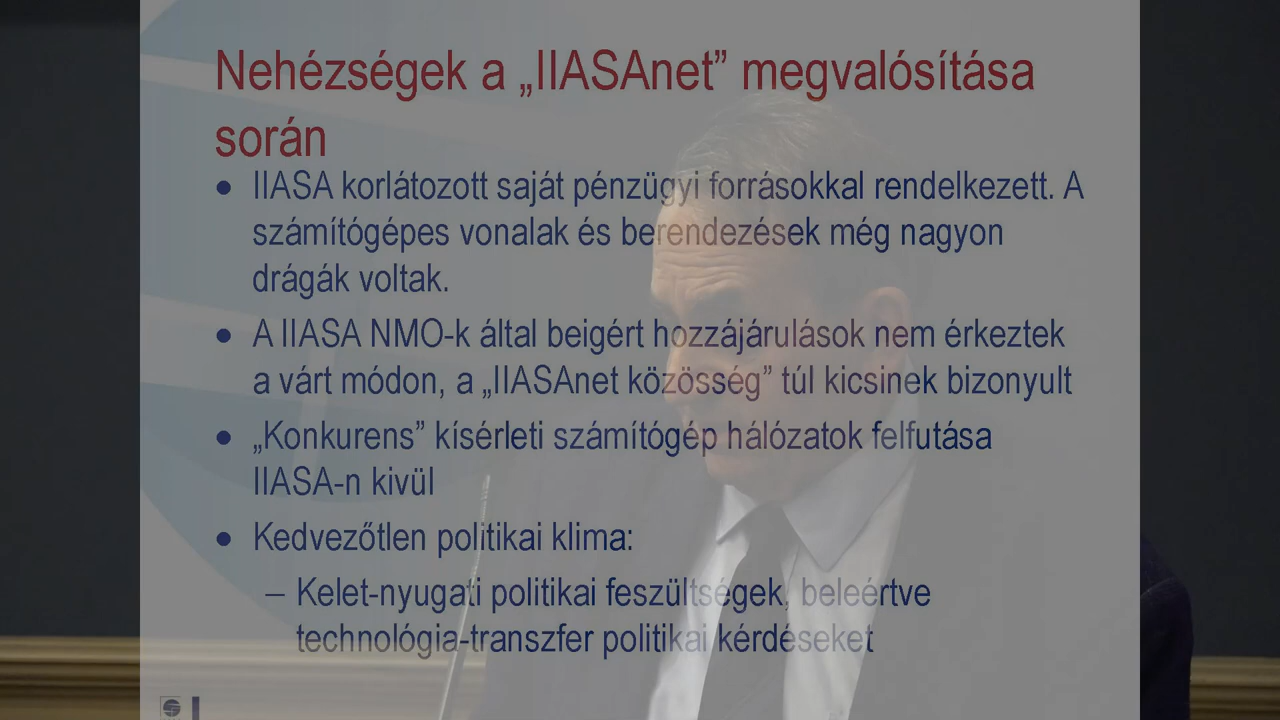 Nehézségek a „IIASAnet” megvalósítása
során
• IIASA korlátozott saját pénzügyi forrásokkal rendelkezett. A
számítógépes vonalak és berendezések még nagyon
drágák voltak.
• A IIASA NMO-k által beigért hozzájárulások nem érkeztek
a várt módon, a „IIASAnet közösség” túl kicsinek bizonyult
• „Konkurens” kísérleti számítógép hálózatok felfutása
IIASA-n kivül
• Kedvezőtlen politikai klima:
– Kelet-nyugati politikai feszültségek, beleértve
technológia-transzfer politikai kérdéseket